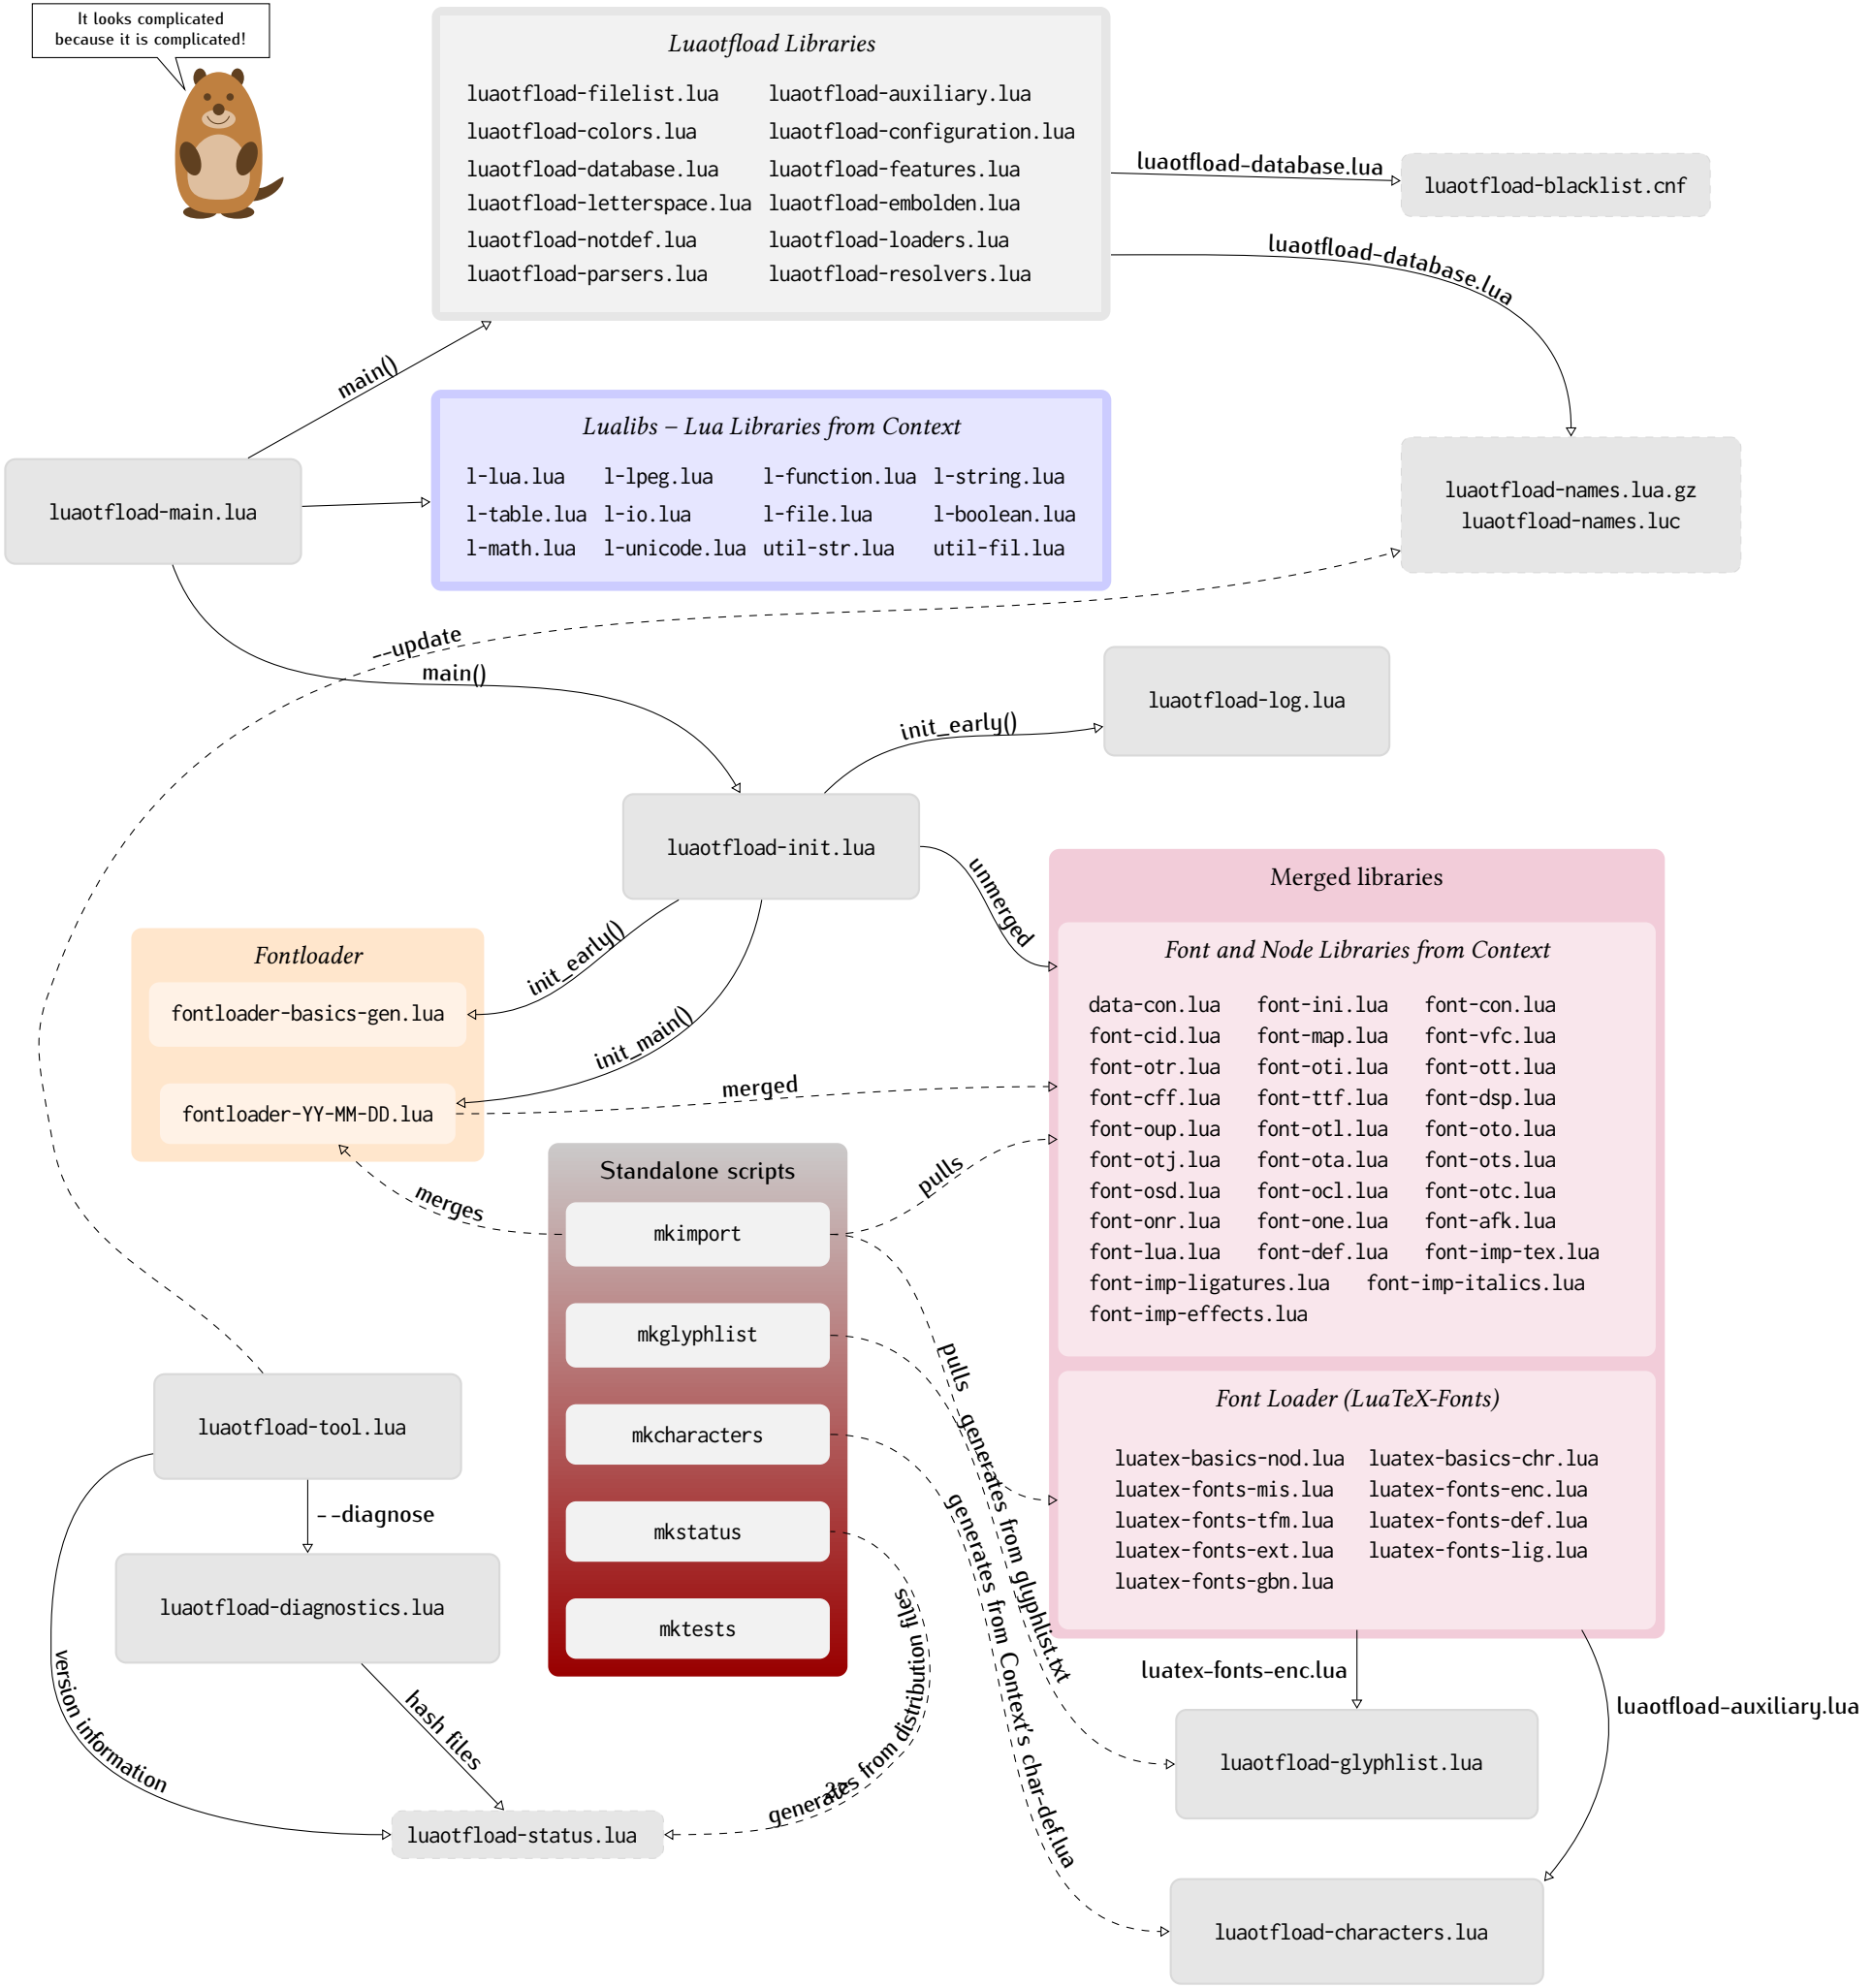 It looks complicated
because it is complicated!
Luaotfload Libraries
luaotfload-filelist.lua luaotfload-auxiliary.lua
luaotfload-colors.lua luaotfload-configuration.lua
luaotfload-database.lua luaotfload-features.lua
luaotfload-letterspace.lua luaotfload-embolden.lua
luaotfload-notdef.lua luaotfload-loaders.lua
luaotfload-parsers.lua luaotfload-resolvers.lua
luaotfload-database.lua
luaotfload-blacklist.cnf
luaotfload-database.lua
main()
Lualibs – Lua Libraries from Context
l-lua.lua l-lpeg.lua l-function.lua l-string.lua
l-table.lua l-io.lua l-file.lua l-boolean.lua
l-math.lua l-unicode.lua util-str.lua util-fil.lua
luaotfload-main.lua
luaotfload-names.lua.gz
luaotfload-names.luc
--update
main()
luaotfload-log.lua
init_early()
luaotfload-init.lua
unmerged
Merged libraries
Font and Node Libraries from Context
data-con.lua font-ini.lua font-con.lua
font-cid.lua font-map.lua font-vfc.lua
font-otr.lua font-oti.lua font-ott.lua
font-cff.lua font-ttf.lua font-dsp.lua
font-oup.lua font-otl.lua font-oto.lua
font-otj.lua font-ota.lua font-ots.lua
font-osd.lua font-ocl.lua font-otc.lua
font-onr.lua font-one.lua font-afk.lua
font-lua.lua font-def.lua font-imp-tex.lua
font-imp-ligatures.lua font-imp-italics.lua
font-imp-effects.lua
Fontloader
fontloader-basics-gen.lua
fontloader-YY-MM-DD.lua
init_early()
init_main()
merged
merges
Standalone scripts
mkimport
mkglyphlist
mkcharacters
mkstatus
mktests
pulls
pulls
generates from glyphlist.txt
generates from Context's char-def.lua
generates from distribution files
Font Loader (LuaTeX-Fonts)
luatex-basics-nod.lua luatex-basics-chr.lua
luatex-fonts-mis.lua luatex-fonts-enc.lua
luatex-fonts-tfm.lua luatex-fonts-def.lua
luatex-fonts-ext.lua luatex-fonts-lig.lua
luatex-fonts-gbn.lua
luaotfload-tool.lua
--diagnose
luaotfload-diagnostics.lua
version information
hash files
luaotfload-status.lua
luatex-fonts-enc.lua
luaotfload-auxiliary.lua
luaotfload-glyphlist.lua
luaotfload-characters.lua